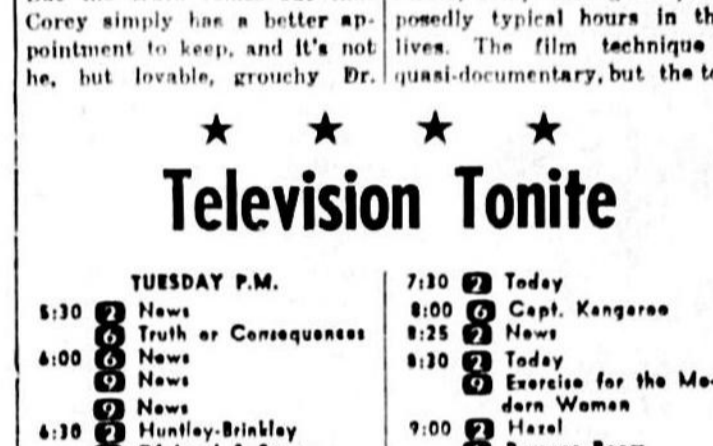 Corey simply has a better ap-
pointment to keep, and it's not
he, but lovable, grouchy Dr.
posedly typical hours in th
lives. The film technique
quasi-documentary, but the t
Television Tonite
TUESDAY P.M.
5:30 2 News
6 Truth or Consequences
6:00 6 News
9 News
9 News
6:30 2 Huntley-Brinkley
7:30 2 Today
8:00 6 Capt. Kangaroo
8:25 2 News
8:30 2 Today
9 Exercise for the Mo-
dern Woman
9:00 2 Hazel